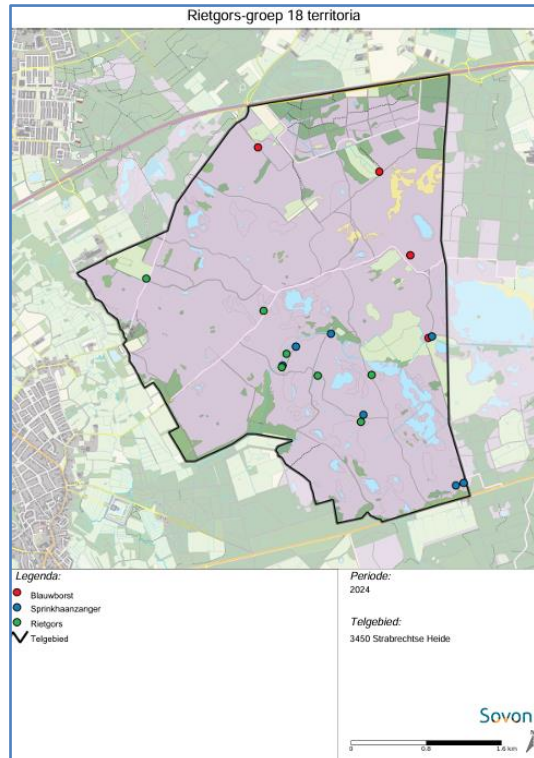 Rietgors-groep 18 territoria
Legenda:
Blauwborst
Sprinkhaanzanger
Rietgors
Telgebied
Periode:
2024
Telgebied:
3450 Strabrechtse Heide
Sovon
0 0.8 1.6 km